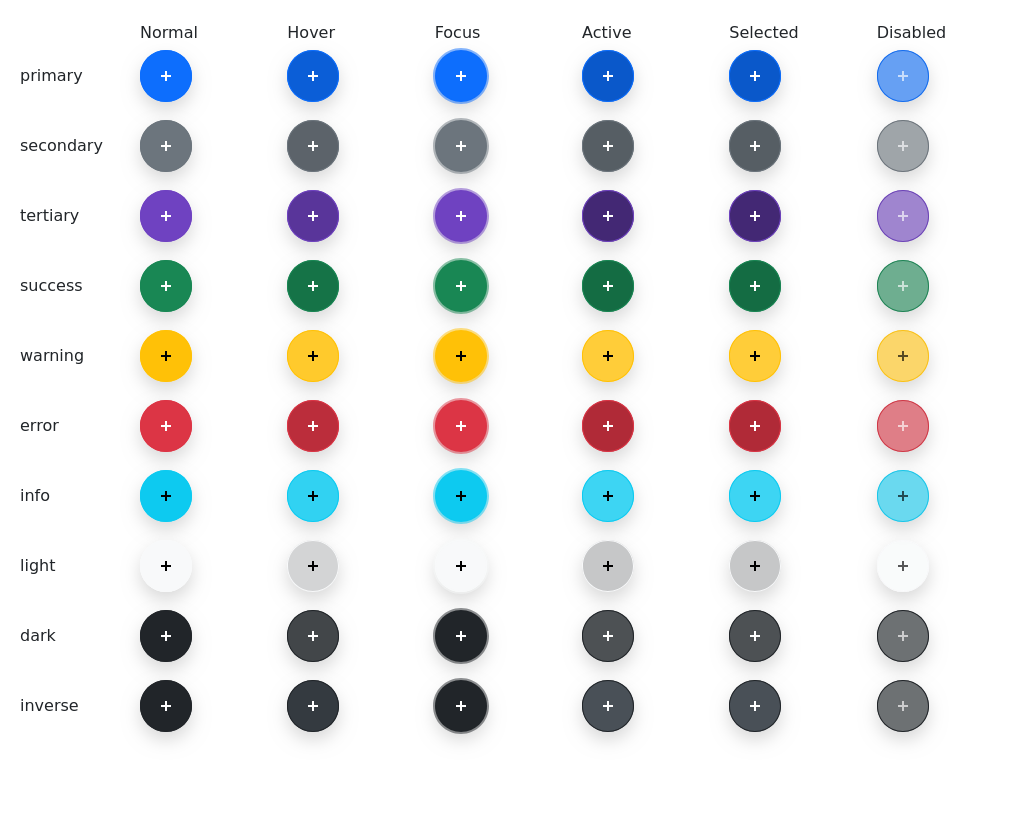 Normal Hover Focus Active Selected Disabled
primary
secondary
tertiary
success
warning
error
info
light
dark
inverse